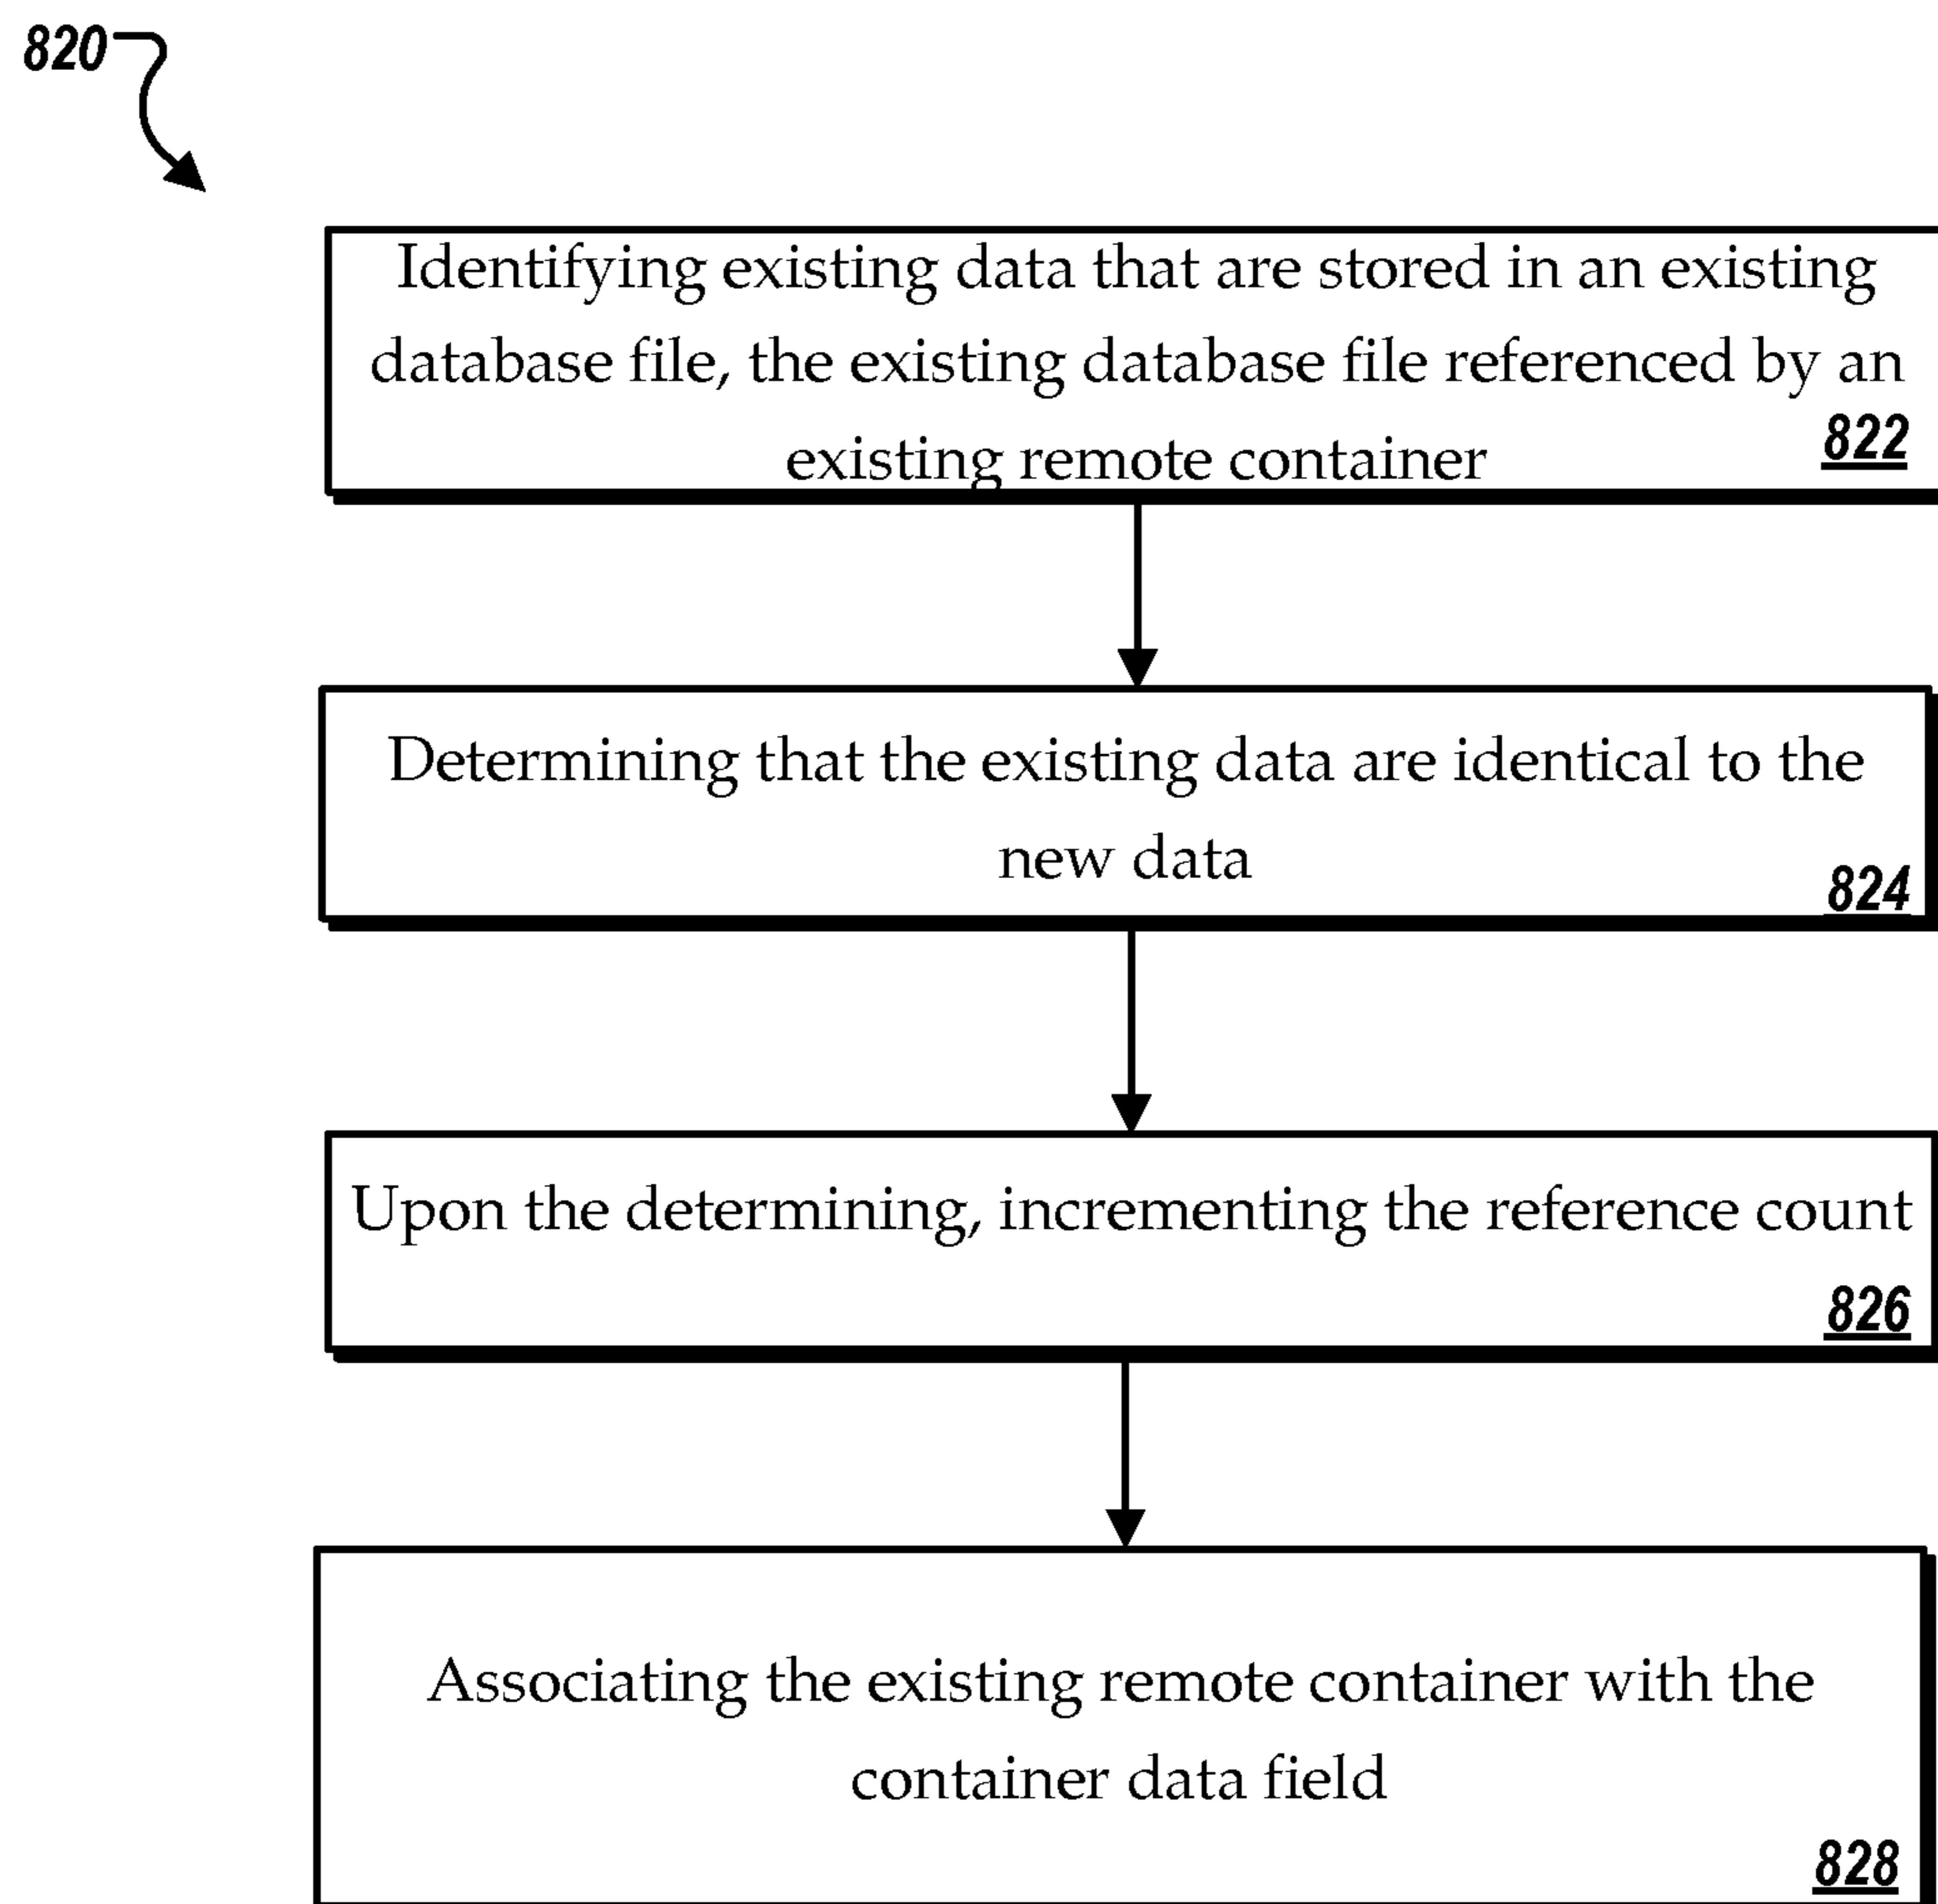 820
Identifying existing data that are stored in an existing
database file, the existing database file referenced by an
existing remote container
822
Determining that the existing data are identical to the
new data
824
Upon the determining, incrementing the reference count
826
Associating the existing remote container with the
container data field
828